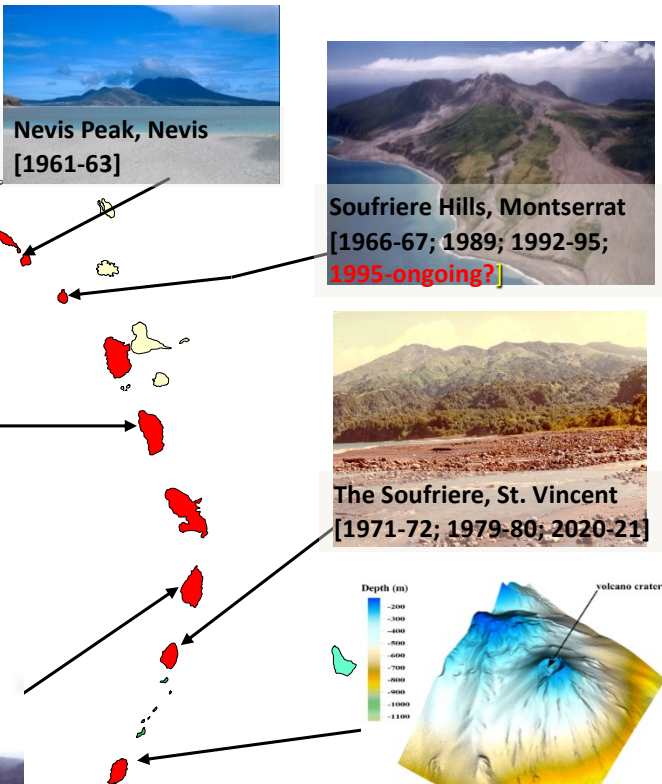 Nevis Peak, Nevis
[1961-63]
Soufriere Hills, Montserrat
[1966-67; 1989; 1992-95;
1995-ongoing?]
The Soufriere, St. Vincent
[1971-72; 1979-80; 2020-21]
Depth (m)
-200
-300
-400
-500
-600
-700
-800
-900
-1000
-1100
volcano crater